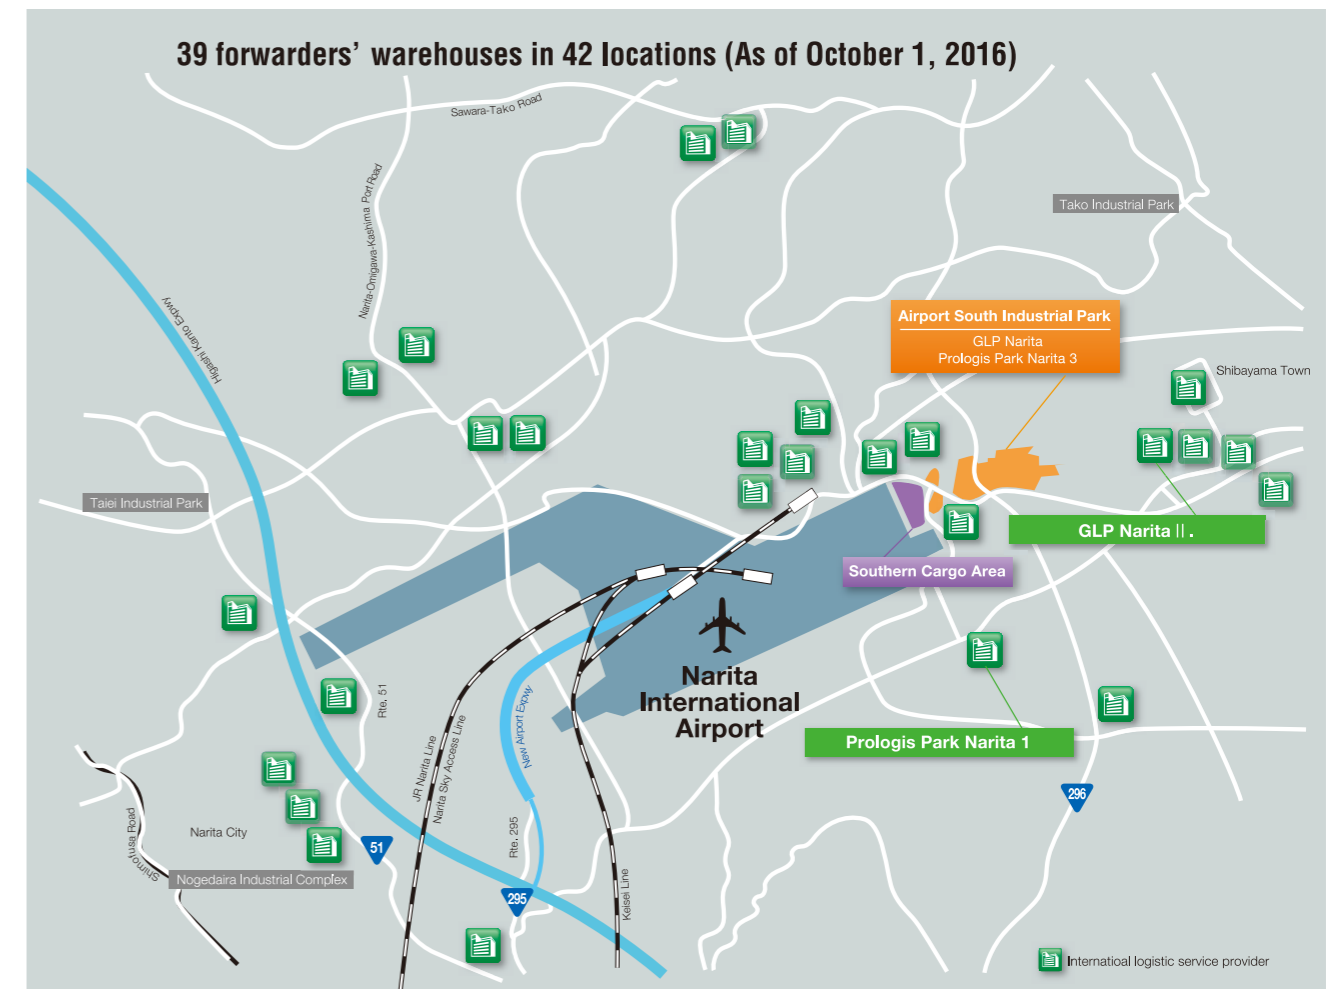 39 forwarders' warehouses in 42 locations (As of October 1, 2016)
Sawara-Tako Road
Narita-Omigawa-Kashima Port Road
Tako Industrial Park
Higashi Kanto Expwy
Airport South Industrial Park
GLP Narita
Prologis Park Narita 3
Shibayama Town
Taiei Industrial Park
GLP Narita II.
Southern Cargo Area
Narita
International
Airport
Rte. 51
New Airport Expwy
JR Narita Line
Narita Sky Access Line
Prologis Park Narita 1
296
Shimofusa Road
Narita City
51
Rte. 295
Nogedaira Industrial Complex
295
Keisei Line
Internatioal logistic service provider